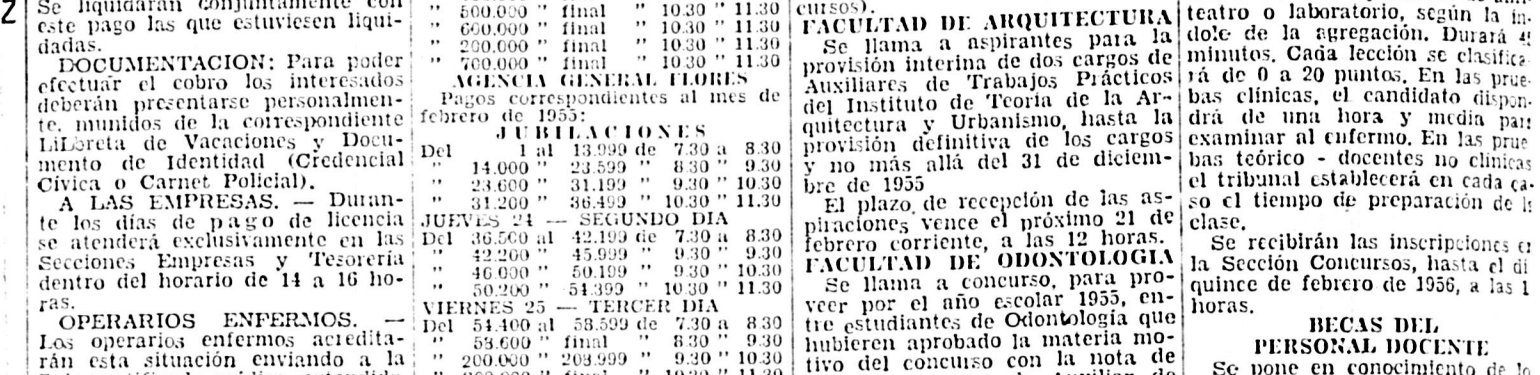 Se liquidarán conjuntamente con
este pago las que estuviesen liqui-
dadas.
DOCUMENTACION: Para poder
efectuar el cobro los interesados
deberán presentarse personalmen-
te, munidos de la correspondiente
LiLbreta de Vacaciones y Docu-
mento de Identidad (Credencial
Cívica o Carnet Policial).
A LAS EMPRESAS. — Duran-
te los días de pago de licencia
se atenderá exclusivamente en las
Secciones Empresas y Tesorería
dentro del horario de 14 a 16 ho-
ras.
OPERARIOS ENFERMOS. —
Los operarios enfermos acredita-
rán esta situación enviando a la
" 500.000 " final " 10.30 " 11.30
" 600.000 " final " 10.30 " 11.30
" 200.000 " final " 10.30 " 11.30
" 700.000 " final " 10.30 " 11.30
AGENCIA GENERAL FLORES
Pagos correspondientes al mes de
febrero de 1955:
JUBILACIONES
Del 1 al 13.999 de 7.30 a 8.30
" 14.000 " 23.599 " 8.30 " 9.30
" 23.600 " 31.199 " 9.30 " 10.30
" 31.200 " 36.499 " 10.30 " 11.30
JUEVES 24 — SEGUNDO DIA
Del 36.500 al 42.199 de 7.30 a 8.30
" 42.200 " 45.999 " 9.30 " 9.30
" 46.000 " 50.199 " 9.30 " 10.30
" 50.200 " 54.399 " 10.30 " 11.30
VIERNES 25 — TERCER DIA
Del 54.400 al 58.599 de 7.30 a 8.30
" 58.600 " final " 8.30 " 9.30
" 200.000 " 203.999 " 9.30 " 10.30
" final " 10.30 " 11.30
cursos).
FACULTAD DE ARQUITECTURA
Se llama a aspirantes para la
provisión interina de dos cargos de
Auxiliares de Trabajos Prácticos
del Instituto de Teoría de la Ar-
quitectura y Urbanismo, hasta la
provisión definitiva de los cargos
y no más allá del 31 de diciem-
bre de 1955
El plazo de recepción de las as-
piraciones vence el próximo 21 de
febrero corriente, a las 12 horas.
FACULTAD DE ODONTOLOGIA
Se llama a concurso, para pro-
veer por el año escolar 1955, en-
tre estudiantes de Odontología que
hubieren aprobado la materia mo-
tivo del concurso con la nota de
teatro o laboratorio, según la ín-
dole de la agregación. Durará
minutos. Cada lección se clasifica-
rá de 0 a 20 puntos. En las prue-
bas clínicas, el candidato dispon-
drá de una hora y media para
examinar al enfermo. En las prue
bas teórico - docentes no clínicas
el tribunal establecerá en cada ca-
so el tiempo de preparación de la
clase.
Se recibirán las inscripciones en
la Sección Concursos, hasta el di
quince de febrero de 1956, a las 1
horas.
BECAS DEL
PERSONAL DOCENTE
Se pone en conocimiento de lo